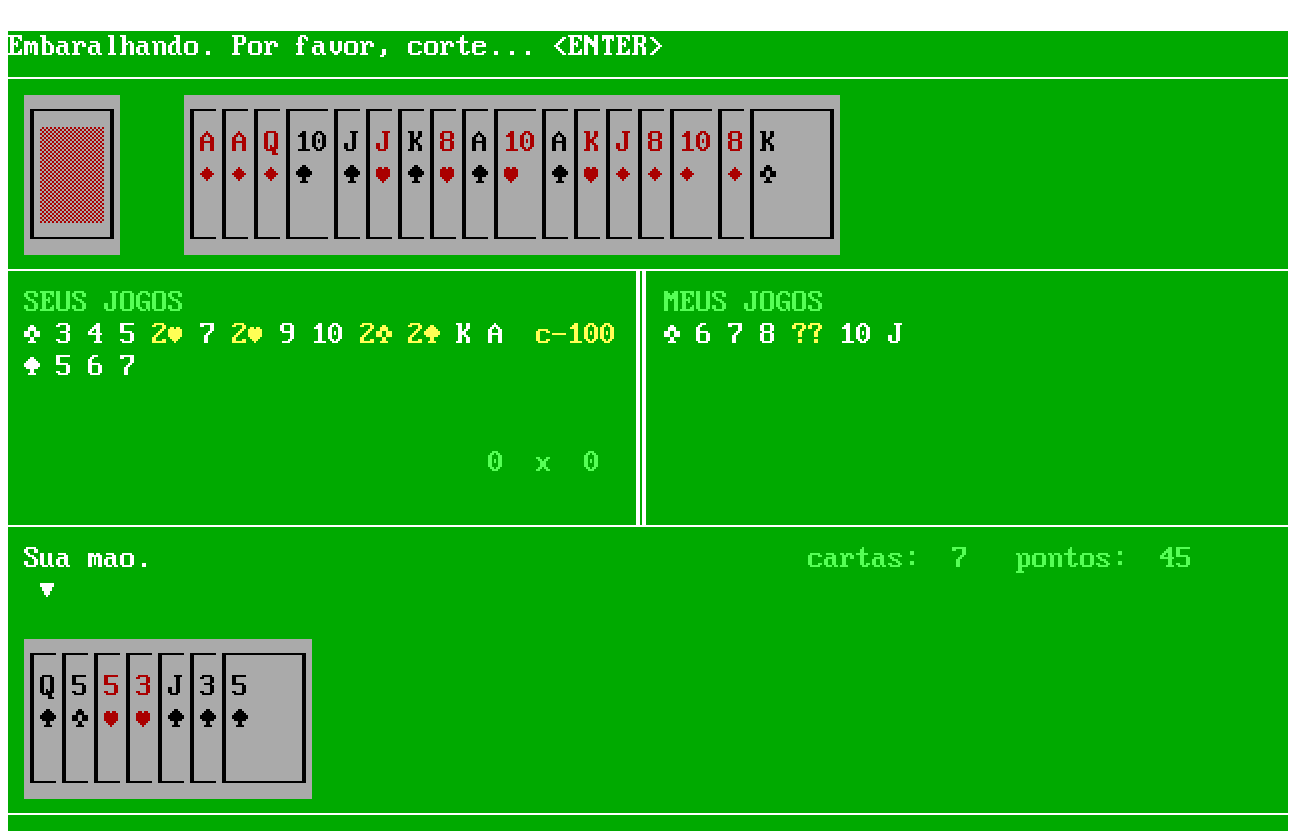 Embaralhando. Por favor, corte... <ENTER>
A A Q 10 J J K 8 A 10 A K J 8 10 8 K
♦ ♦ ♦ ♠ ♠ ♥ ♠ ♥ ♠ ♥ ♠ ♥ ♦ ♦ ♦ ♦ ♣
SEUS JOGOS
♣ 3 4 5 2♥ 7 2♥ 9 10 2♣ 2♠ K A c-100
♠ 5 6 7
0 x 0
MEUS JOGOS
♣ 6 7 8 ?? 10 J
Sua mao.
cartas: 7 pontos: 45
Q 5 5 3 J 3 5
♠ ♣ ♥ ♥ ♠ ♠ ♠